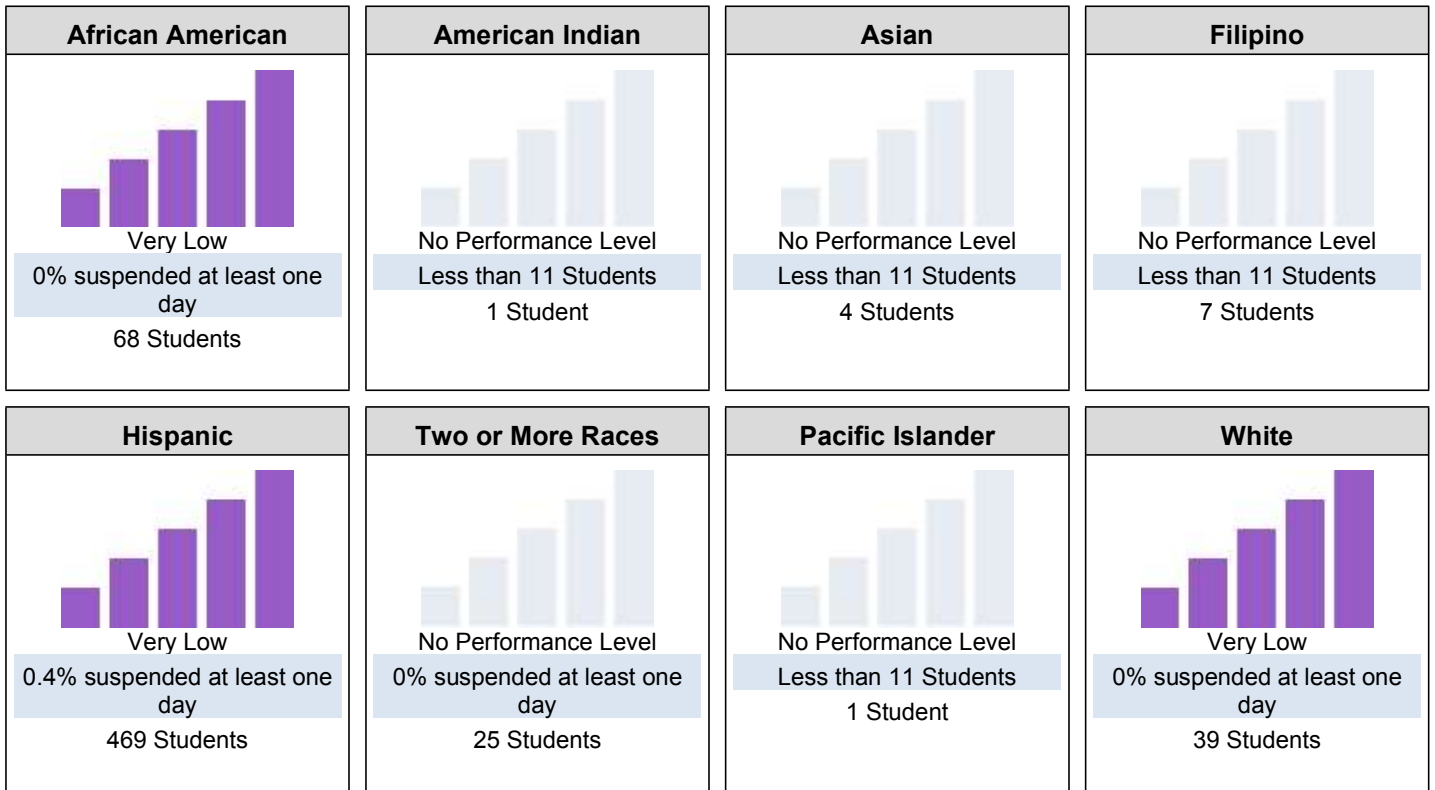 African American
Very Low
0% suspended at least one
day
68 Students
American Indian
No Performance Level
Less than 11 Students
1 Student
Asian
No Performance Level
Less than 11 Students
4 Students
Filipino
No Performance Level
Less than 11 Students
7 Students
Hispanic
Very Low
0.4% suspended at least one
day
469 Students
Two or More Races
No Performance Level
0% suspended at least one
day
25 Students
Pacific Islander
No Performance Level
Less than 11 Students
1 Student
White
Very Low
0% suspended at least one
day
39 Students